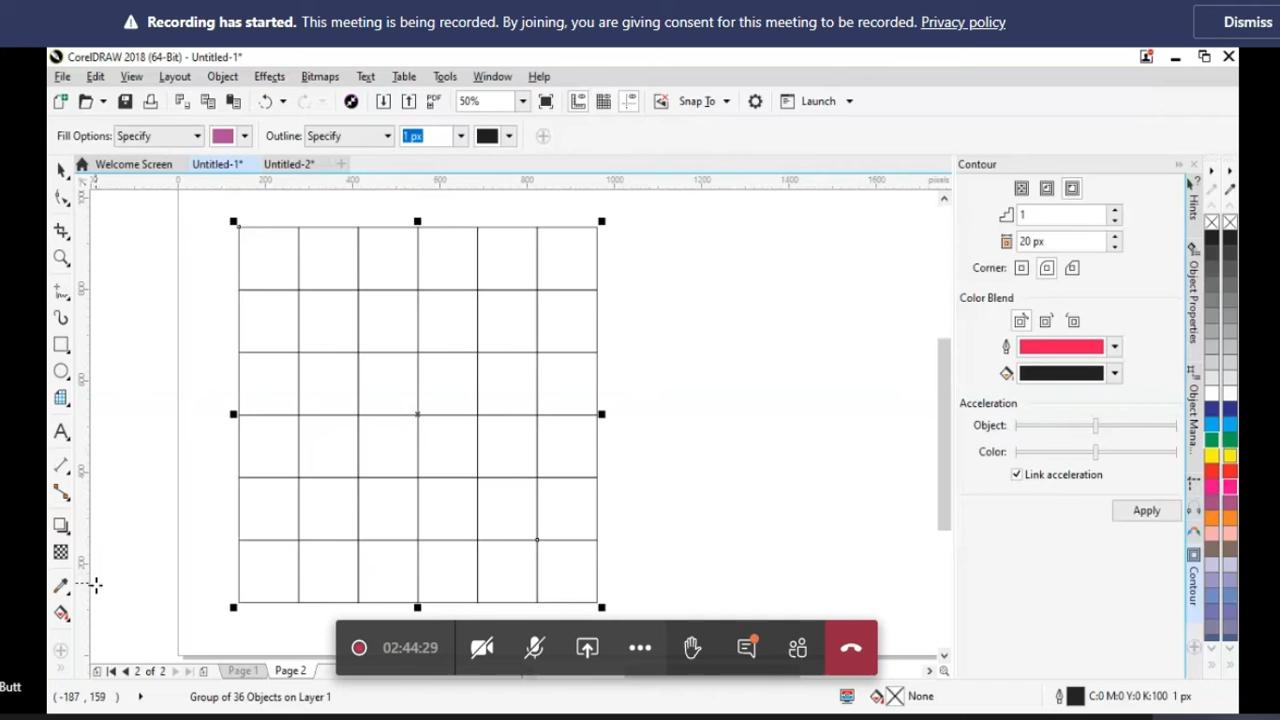 Recording has started. This meeting is being recorded. By joining, you are giving consent for this meeting to be recorded. Privacy policy
Dismiss
CorelDRAW 2018 (64-Bit) - Untitled-1*
File Edit View Layout Object Effects Bitmaps Text Table Tools Window Help
PDF 50% Snap To Launch
Fill Options: Specify Outline: Specify 1 px
Welcome Screen Untitled-1* Untitled-2*
0 200 400 600 800 1000 1200 1400 1600 pixels
Contour
1
20 px
Corner:
Color Blend
Acceleration
Object:
Color:
Link acceleration
Apply
Hints
Object Properties
Object Mana...
Contour
02:44:29
2 of 2 Page 1 Page 2
Butt
( -187 , 159 ) Group of 36 Objects on Layer 1 None C:0 M:0 Y:0 K:100 1 px